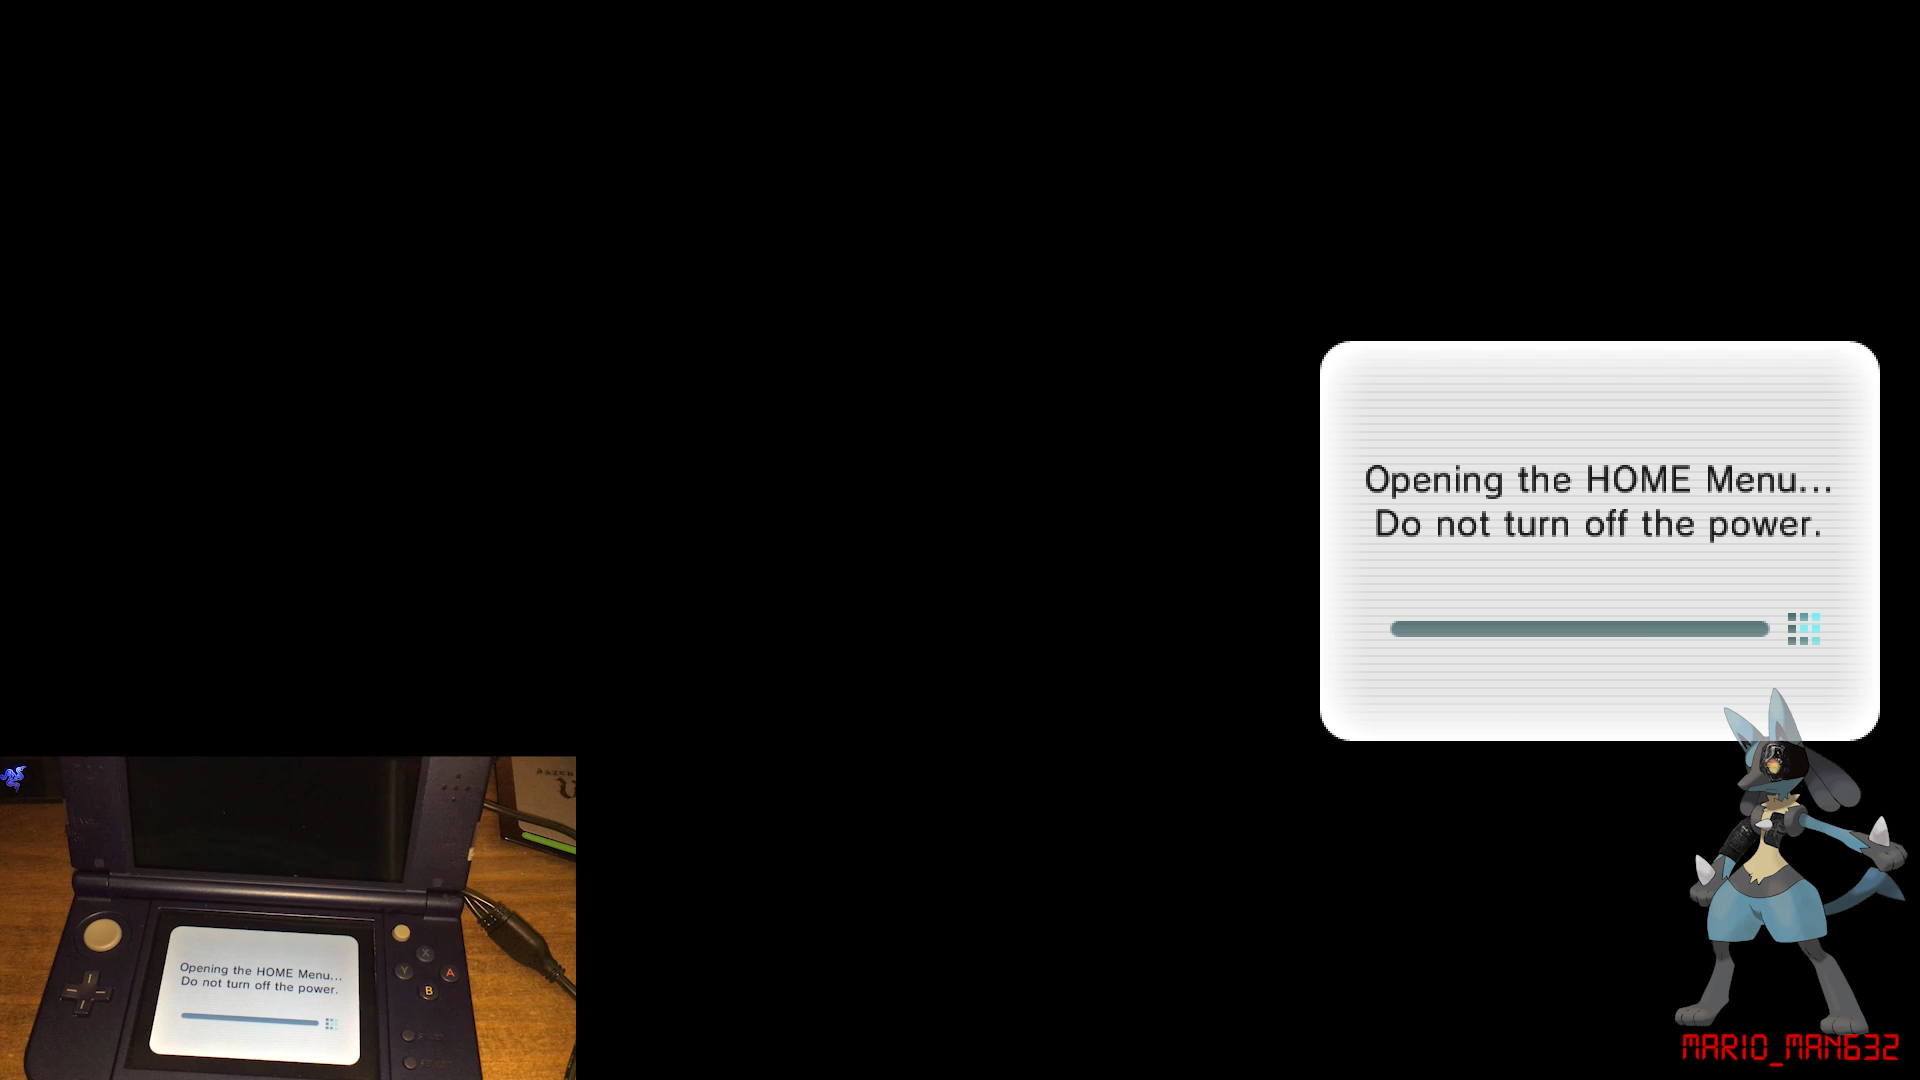 Opening the HOME Menu...
Do not turn off the power.
Opening the HOME Menu...
Do not turn off the power.
X
Y
A
B
MARIO_MAN632